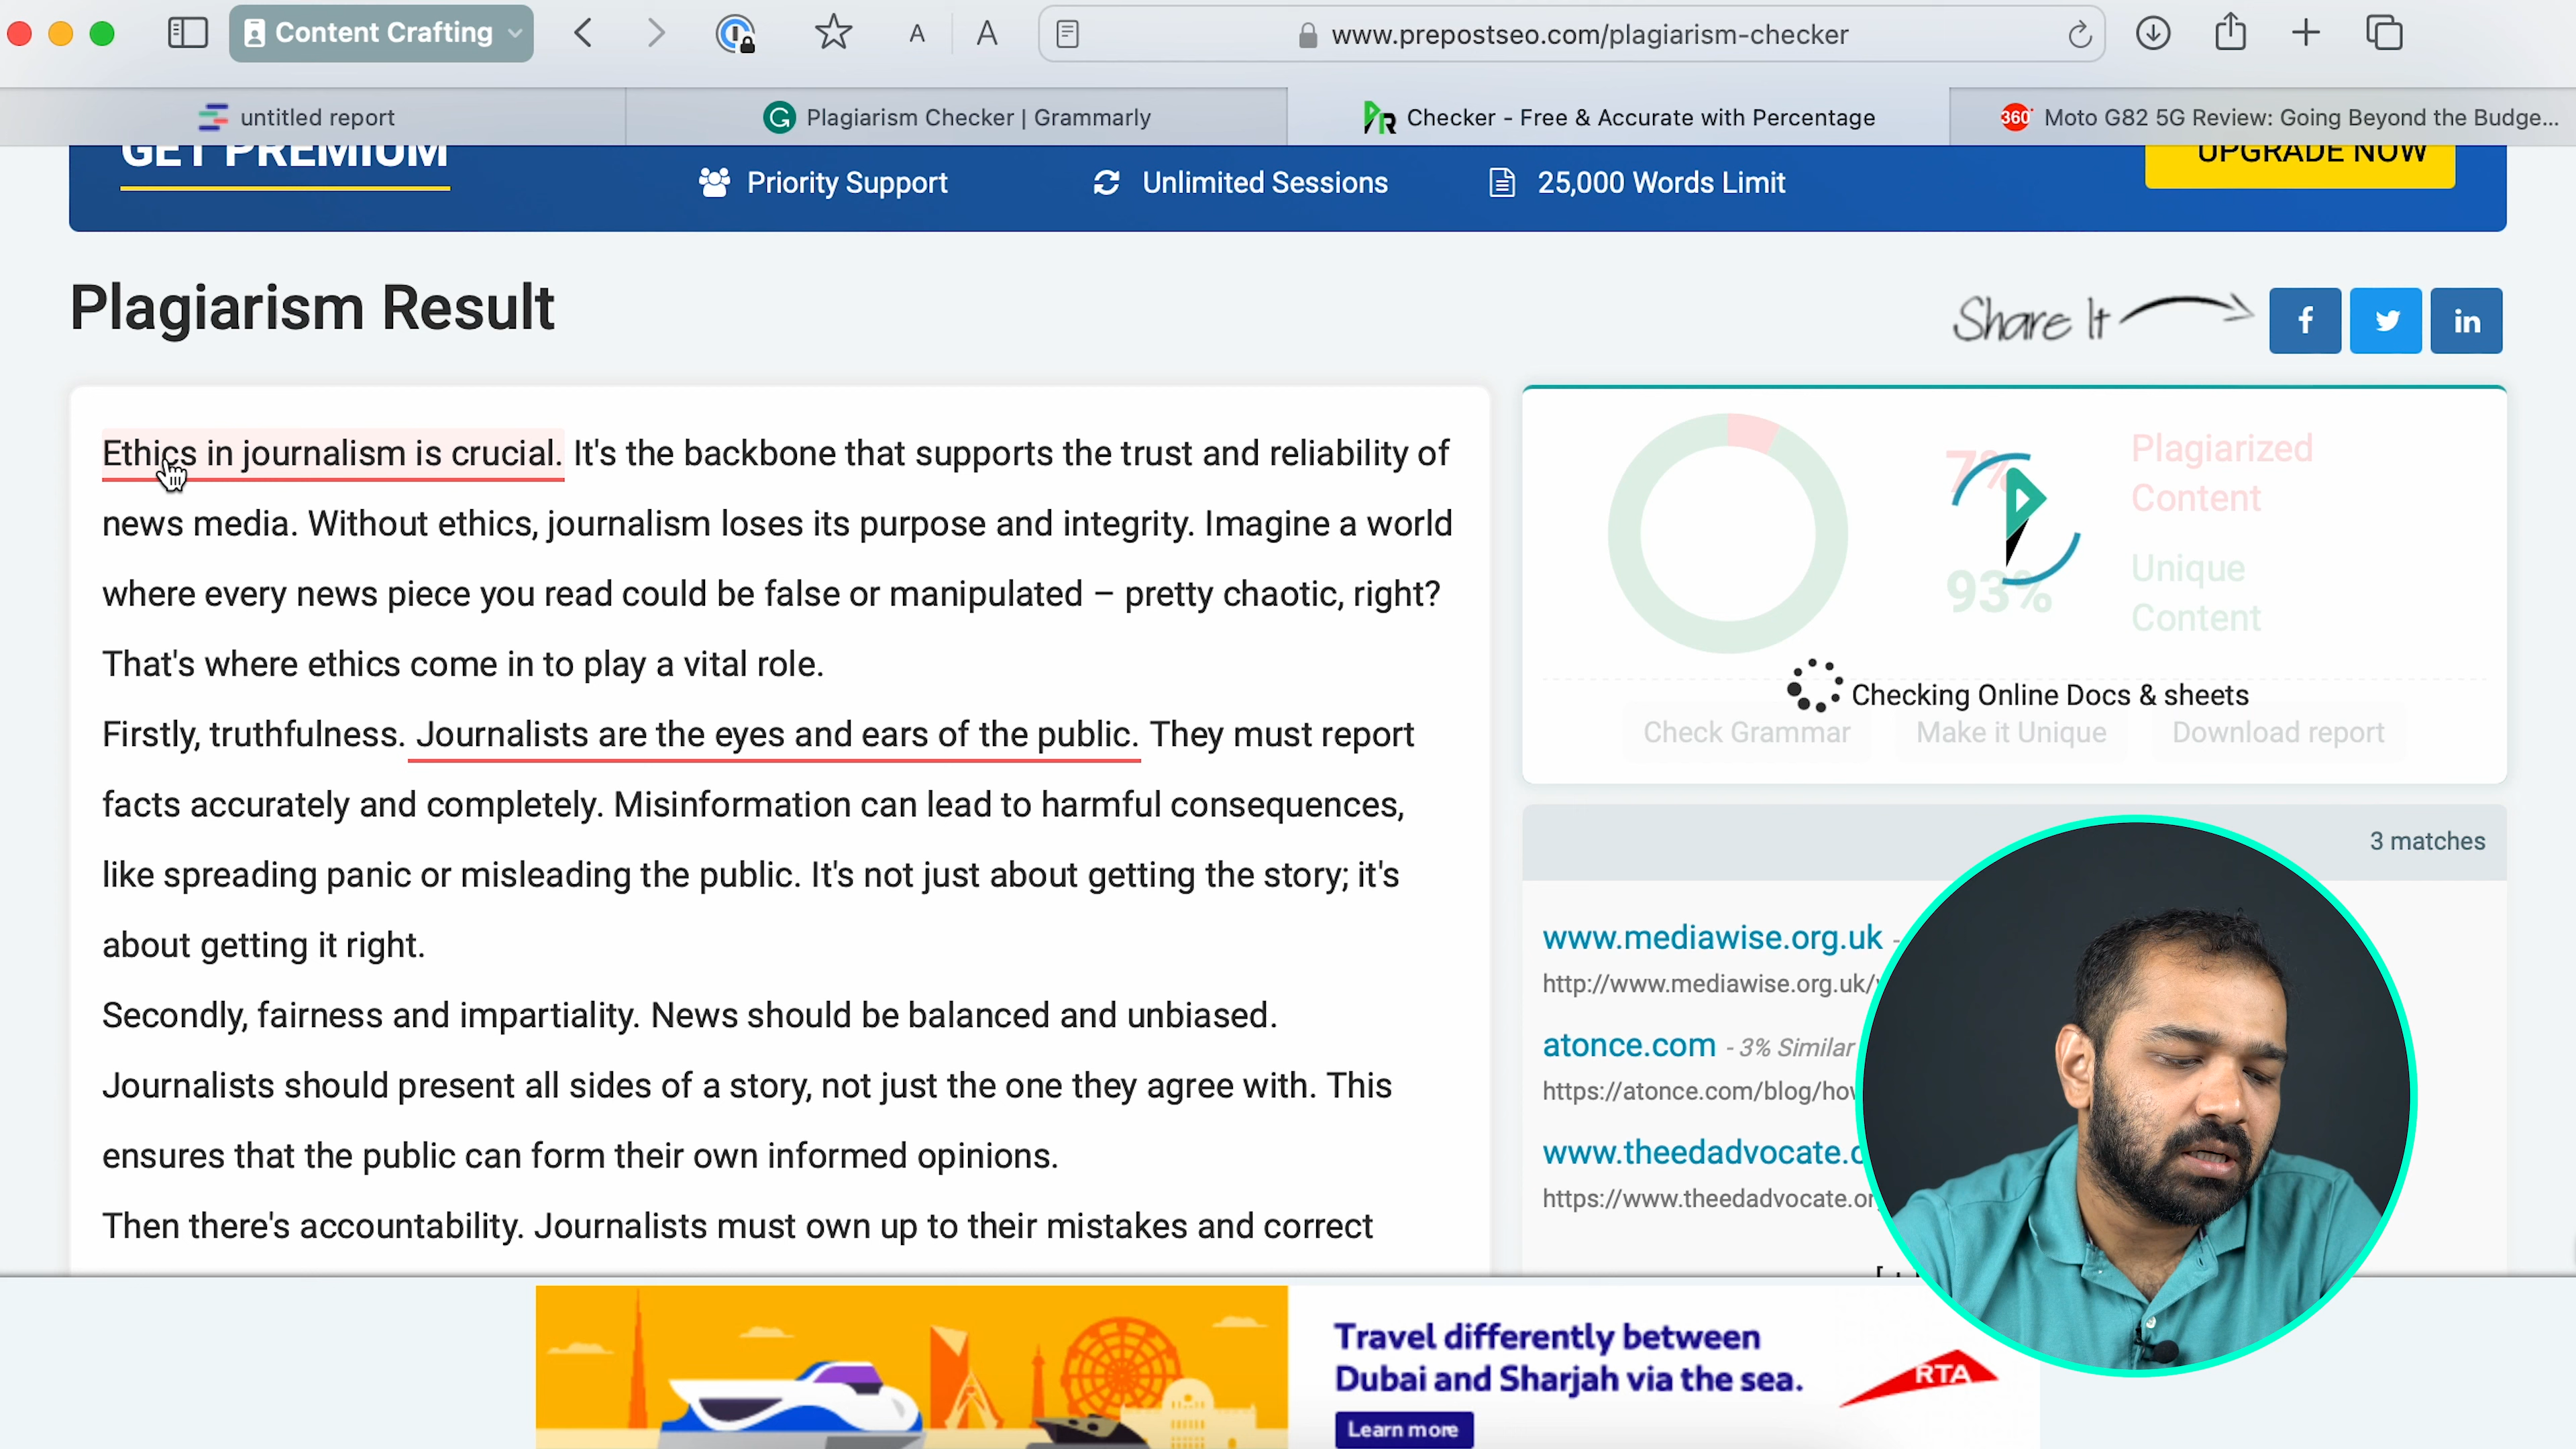 Content Crafting
A A
www.prepostseo.com/plagiarism-checker
untitled report
Plagiarism Checker | Grammarly
Checker - Free & Accurate with Percentage
360 Moto G82 5G Review: Going Beyond the Budge...
GET PREMIUM
Priority Support
Unlimited Sessions
25,000 Words Limit
UPGRADE NOW
Plagiarism Result
Share It
Ethics in journalism is crucial. It's the backbone that supports the trust and reliability of
news media. Without ethics, journalism loses its purpose and integrity. Imagine a world
where every news piece you read could be false or manipulated – pretty chaotic, right?
That's where ethics come in to play a vital role.
Firstly, truthfulness. Journalists are the eyes and ears of the public. They must report
facts accurately and completely. Misinformation can lead to harmful consequences,
like spreading panic or misleading the public. It's not just about getting the story; it's
about getting it right.
Secondly, fairness and impartiality. News should be balanced and unbiased.
Journalists should present all sides of a story, not just the one they agree with. This
ensures that the public can form their own informed opinions.
Then there's accountability. Journalists must own up to their mistakes and correct
7% Plagiarized
Content
93% Unique
Content
Checking Online Docs & sheets
Check Grammar
Make it Unique
Download report
3 matches
www.mediawise.org.uk -
http://www.mediawise.org.uk/
atonce.com - 3% Similar
https://atonce.com/blog/how
www.theedadvocate.o
https://www.theedadvocate.or
Travel differently between
Dubai and Sharjah via the sea.
Learn more
RTA